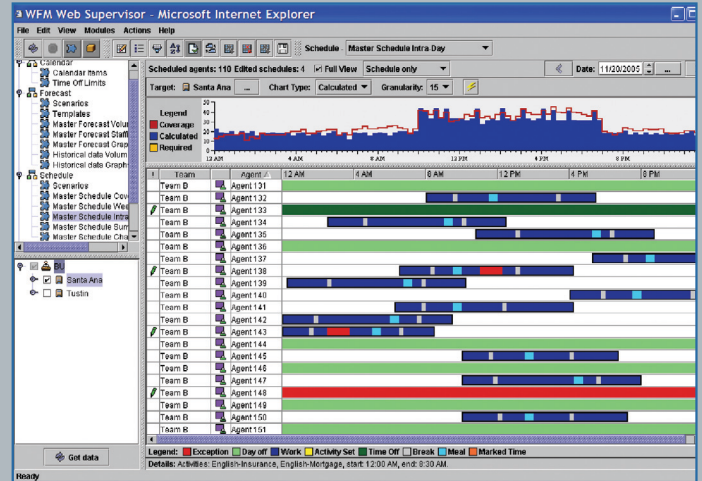 WFM Web Supervisor - Microsoft Internet Explorer
File Edit View Modules Actions Help
Schedule Master Schedule Intra-Day
Calendar
Calendar Items
Time Off Limits
Forecast
Scenarios
Templates
Master Forecast Volum
Master Forecast Staffi
Master Forecast Grap
Historical data Volum
Historical data Graphs
Schedule
Scenarios
Master Schedule Cov
Master Schedule Wee
Master Schedule Intra
Master Schedule Sum
Master Schedule Cha
BU
Santa Ana
Tustin
Got data
Ready
Scheduled agents: 110 Edited schedules: 4 Full View Schedule only Date: 11/20/2005 ...
Target: Santa Ana ... Chart Type: Calculated Granularity: 15
Legend
Coverage
Calculated
Required
50
40
30
20
10
0
12 AM 4 AM 8 AM 12 PM 4 PM 8 PM
! Team Agent 12 AM 4 AM 8 AM 12 PM 4 PM 8 PM
Team B Agent 131
Team B Agent 132
Team B Agent 133
Team B Agent 134
Team B Agent 135
Team B Agent 136
Team B Agent 137
Team B Agent 138
Team B Agent 139
Team B Agent 140
Team B Agent 141
Team B Agent 142
Team B Agent 143
Team B Agent 144
Team B Agent 145
Team B Agent 146
Team B Agent 147
Team B Agent 148
Team B Agent 149
Team B Agent 150
Team B Agent 151
Legend: Exception Day off Work Activity Set Time Off Break Meal Marked Time
Details: Activities: English-Insurance, English-Mortgage, start: 12:00 AM, end: 8:30 AM.